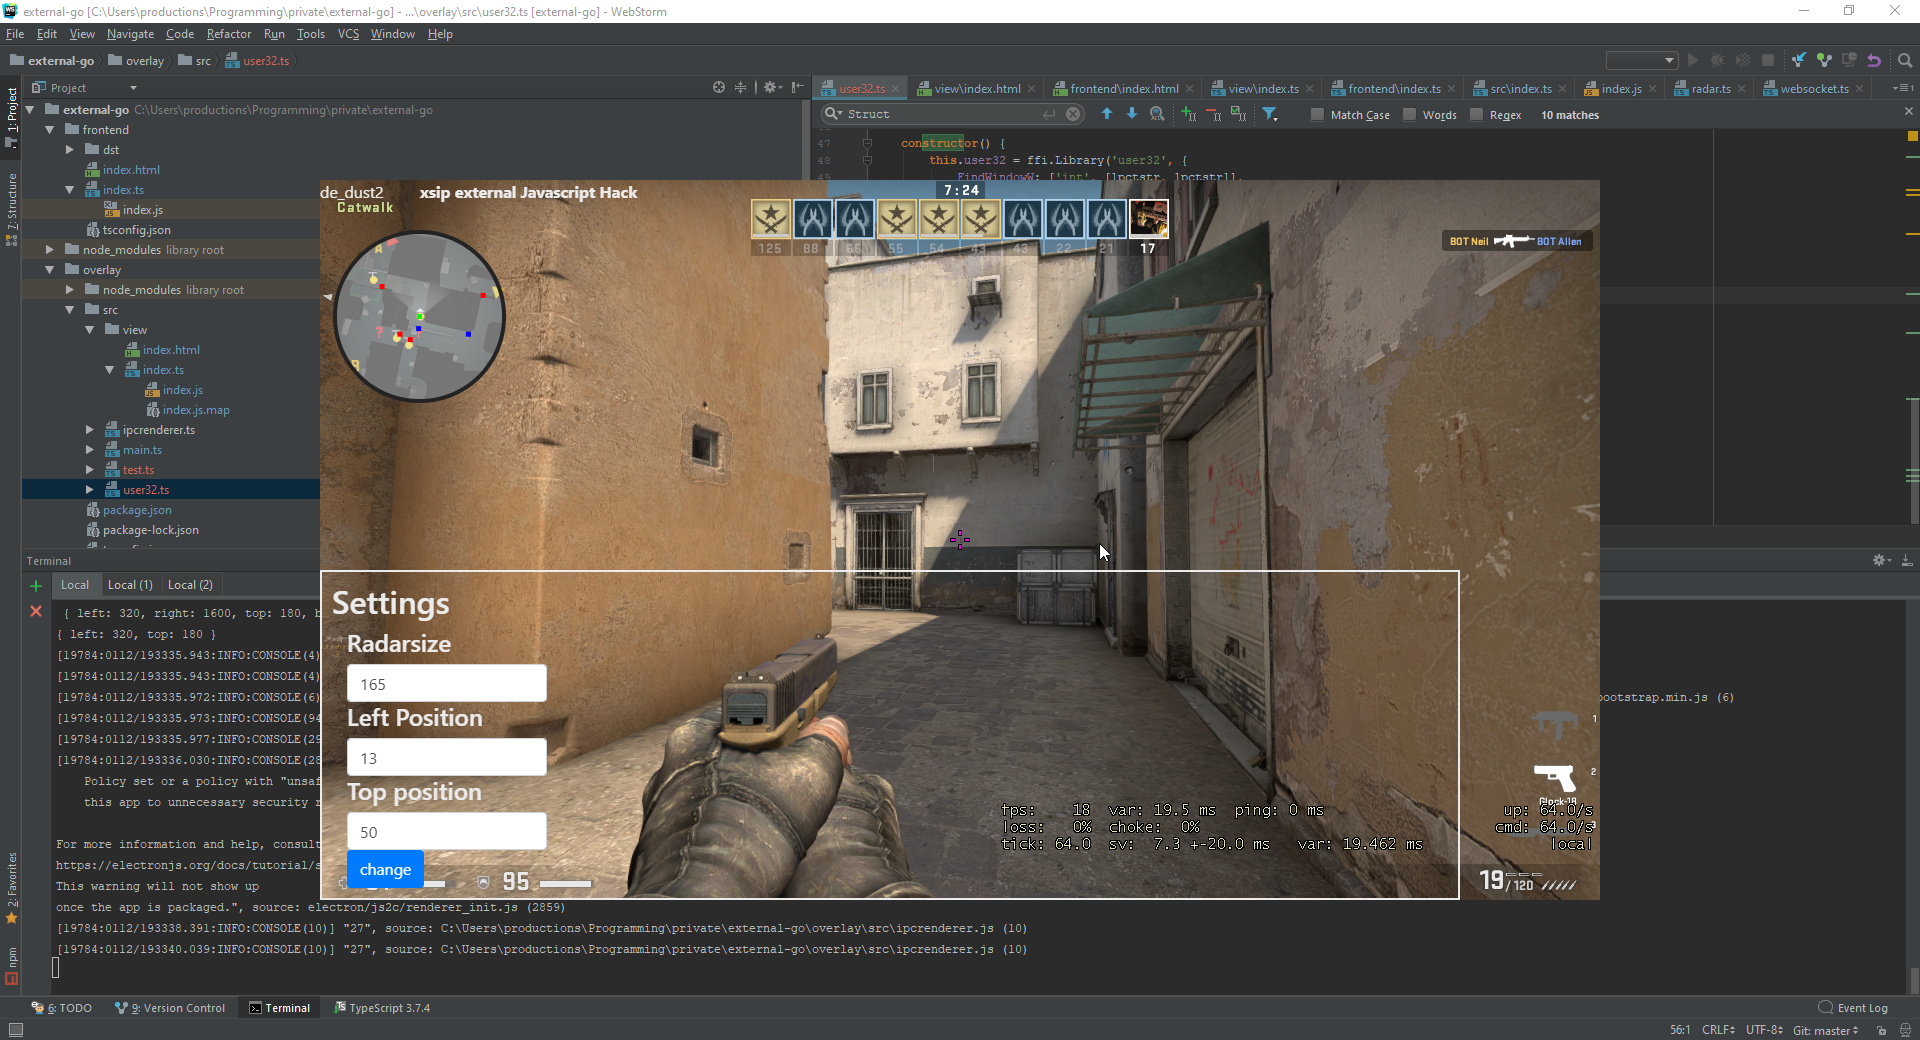 external-go [C:\Users\productions\Programming\private\external-go] - ...\overlay\src\user32.ts [external-go] - WebStorm
File Edit View Navigate Code Refactor Run Tools VCS Window Help
external-go overlay src user32.ts
Project
user32.ts view\index.html frontend\index.html view\index.ts frontend\index.ts src\index.ts index.js radar.ts websocket.ts
external-go C:\Users\productions\Programming\private\external-go
Struct Match Case Words Regex 10 matches
frontend
dst
index.html
index.ts
index.js
tsconfig.json
node_modules library root
overlay
node_modules library root
src
view
index.html
index.ts
index.js
index.js.map
ipcrenderer.ts
main.ts
test.ts
user32.ts
package.json
package-lock.json
1: Project
7: Structure
2: Favorites
npm
47 constructor() {
48 this.user32 = ffi.Library('user32', {
49 FindWindowW: ['int', [lpctstr, lpctstr]],
de_dust2 xsip external Javascript Hack
Catwalk
7:24
125 88 66 55 54 43 43 22 21 17
BOT Neil BOT Allen
Settings
Radarsize
165
Left Position
13
Top position
50
change
95
fps: 18 var: 19.5 ms ping: 0 ms
loss: 0% choke: 0%
tick: 64.0 sv: 7.3 +-20.0 ms var: 19.462 ms
1
2
Glock-18
up: 64.0/s
cmd: 64.0/s
local
19/120
Terminal
Local Local (1) Local (2)
{ left: 320, right: 1600, top: 180, b
{ left: 320, top: 180 }
[19784:0112/193335.943:INFO:CONSOLE(4)
[19784:0112/193335.943:INFO:CONSOLE(4)
[19784:0112/193335.972:INFO:CONSOLE(6) bootstrap.min.js (6)
[19784:0112/193335.973:INFO:CONSOLE(94
[19784:0112/193335.977:INFO:CONSOLE(29
[19784:0112/193336.030:INFO:CONSOLE(28
Policy set or a policy with "unsaf
this app to unnecessary security r
For more information and help, consult
https://electronjs.org/docs/tutorial/s
This warning will not show up
once the app is packaged.", source: electron/js2c/renderer_init.js (2859)
[19784:0112/193338.391:INFO:CONSOLE(10)] "27", source: C:\Users\productions\Programming\private\external-go\overlay\src\ipcrenderer.js (10)
[19784:0112/193340.039:INFO:CONSOLE(10)] "27", source: C:\Users\productions\Programming\private\external-go\overlay\src\ipcrenderer.js (10)
6: TODO 9: Version Control Terminal TypeScript 3.7.4 Event Log
56:1 CRLF UTF-8 Git: master